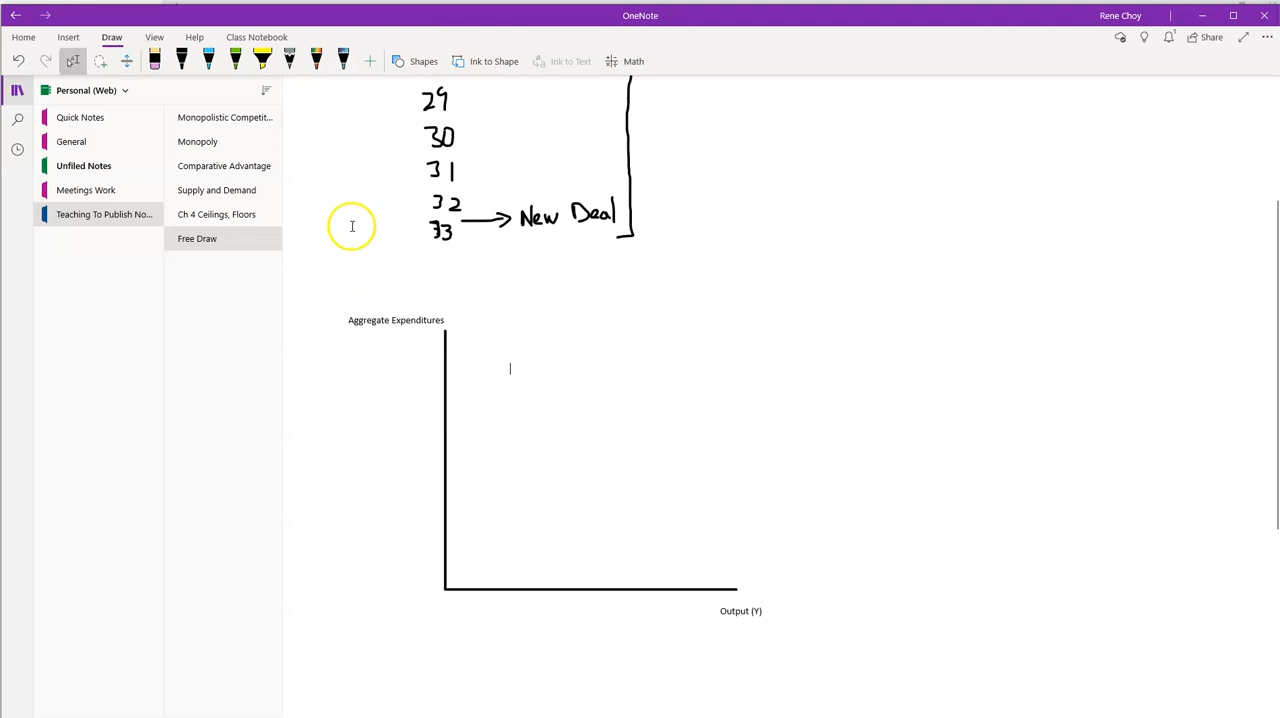 OneNote
Rene Choy
Home Insert Draw View Help Class Notebook
1
Share
Shapes
Ink to Shape
Ink to Text
Math
Personal (Web)
Quick Notes
General
Unfiled Notes
Meetings Work
Teaching To Publish No...
Monopolistic Competit...
Monopoly
Comparative Advantage
Supply and Demand
Ch 4 Ceilings, Floors
Free Draw
29
30
31
32
33 New Deal
Aggregate Expenditures
Output (Y)